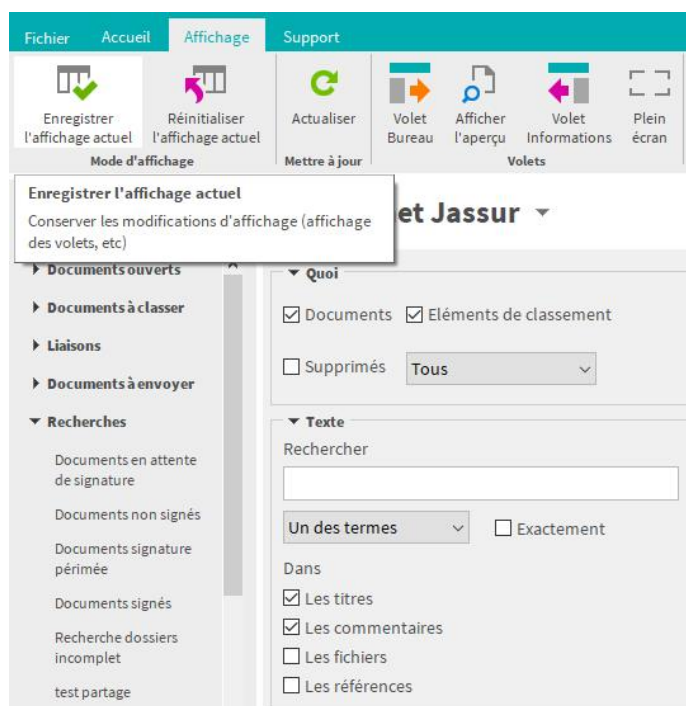 Fichier Accueil Affichage Support
Enregistrer l'affichage actuel
Réinitialiser l'affichage actuel
Actualiser
Volet Bureau
Afficher l'aperçu
Volet Informations
Plein écran
Mode d'affichage Mettre à jour Volets
Enregistrer l'affichage actuel
Conserver les modifications d'affichage (affichage
des volets, etc)
et Jassur
Documents ouverts
Documents à classer
Liaisons
Documents à envoyer
Recherches
Documents en attente
de signature
Documents non signés
Documents signature
périmée
Documents signés
Recherche dossiers
incomplet
test partage
Quoi
Documents Eléments de classement
Supprimés Tous
Texte
Rechercher
Un des termes Exactement
Dans
Les titres
Les commentaires
Les fichiers
Les références